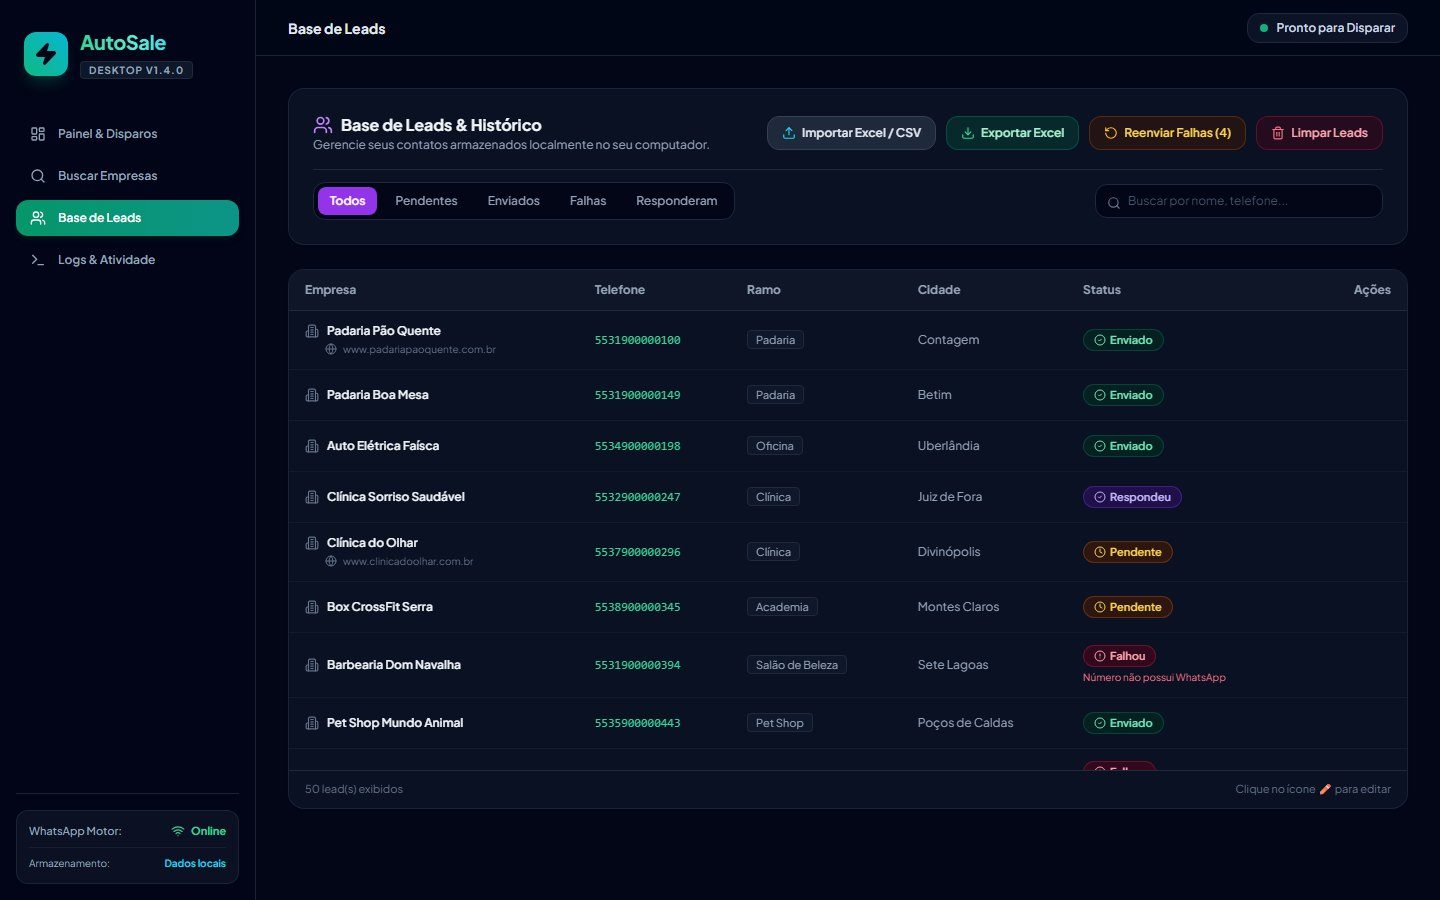 AutoSale
DESKTOP V1.4.0
Painel & Disparos
Buscar Empresas
Base de Leads
Logs & Atividade
WhatsApp Motor: Online
Armazenamento: Dados locais
Base de Leads
Pronto para Disparar
Base de Leads & Histórico
Gerencie seus contatos armazenados localmente no seu computador.
Importar Excel / CSV
Exportar Excel
Reenviar Falhas (4)
Limpar Leads
Todos Pendentes Enviados Falhas Responderam
Buscar por nome, telefone...
Empresa Telefone Ramo Cidade Status Ações
Padaria Pão Quente 5531900000100 Padaria Contagem Enviado
www.padariapaoquente.com.br
Padaria Boa Mesa 5531900000149 Padaria Betim Enviado
Auto Elétrica Faísca 5534900000198 Oficina Uberlândia Enviado
Clínica Sorriso Saudável 5532900000247 Clínica Juiz de Fora Respondeu
Clínica do Olhar 5537900000296 Clínica Divinópolis Pendente
www.clinicadoolhar.com.br
Box CrossFit Serra 5538900000345 Academia Montes Claros Pendente
Barbearia Dom Navalha 5531900000394 Salão de Beleza Sete Lagoas Falhou
Número não possui WhatsApp
Pet Shop Mundo Animal 5535900000443 Pet Shop Poços de Caldas Enviado
50 lead(s) exibidos
Clique no ícone ✏️ para editar